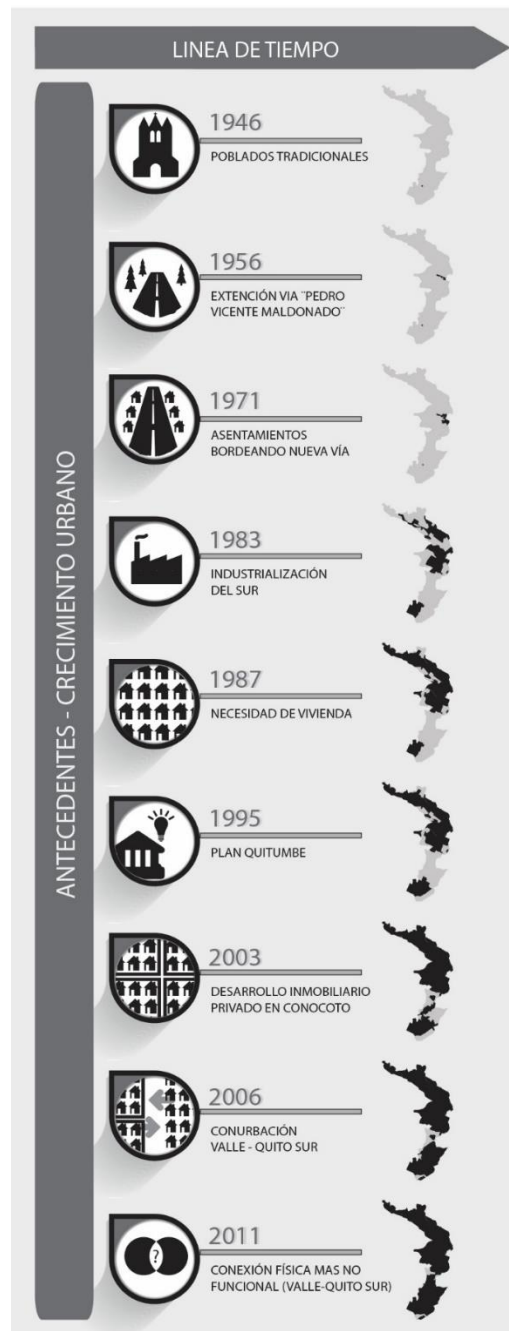 LINEA DE TIEMPO
ANTECEDENTES - CRECIMIENTO URBANO
1946
POBLADOS TRADICIONALES
1956
EXTENCIÓN VIA ¨PEDRO
VICENTE MALDONADO¨
1971
ASENTAMIENTOS
BORDEANDO NUEVA VÍA
1983
INDUSTRIALIZACIÓN
DEL SUR
1987
NECESIDAD DE VIVIENDA
1995
PLAN QUITUMBE
2003
DESARROLLO INMOBILIARIO
PRIVADO EN CONOCOTO
2006
CONURBACIÓN
VALLE - QUITO SUR
2011
?
CONEXIÓN FÍSICA MAS NO
FUNCIONAL (VALLE-QUITO SUR)